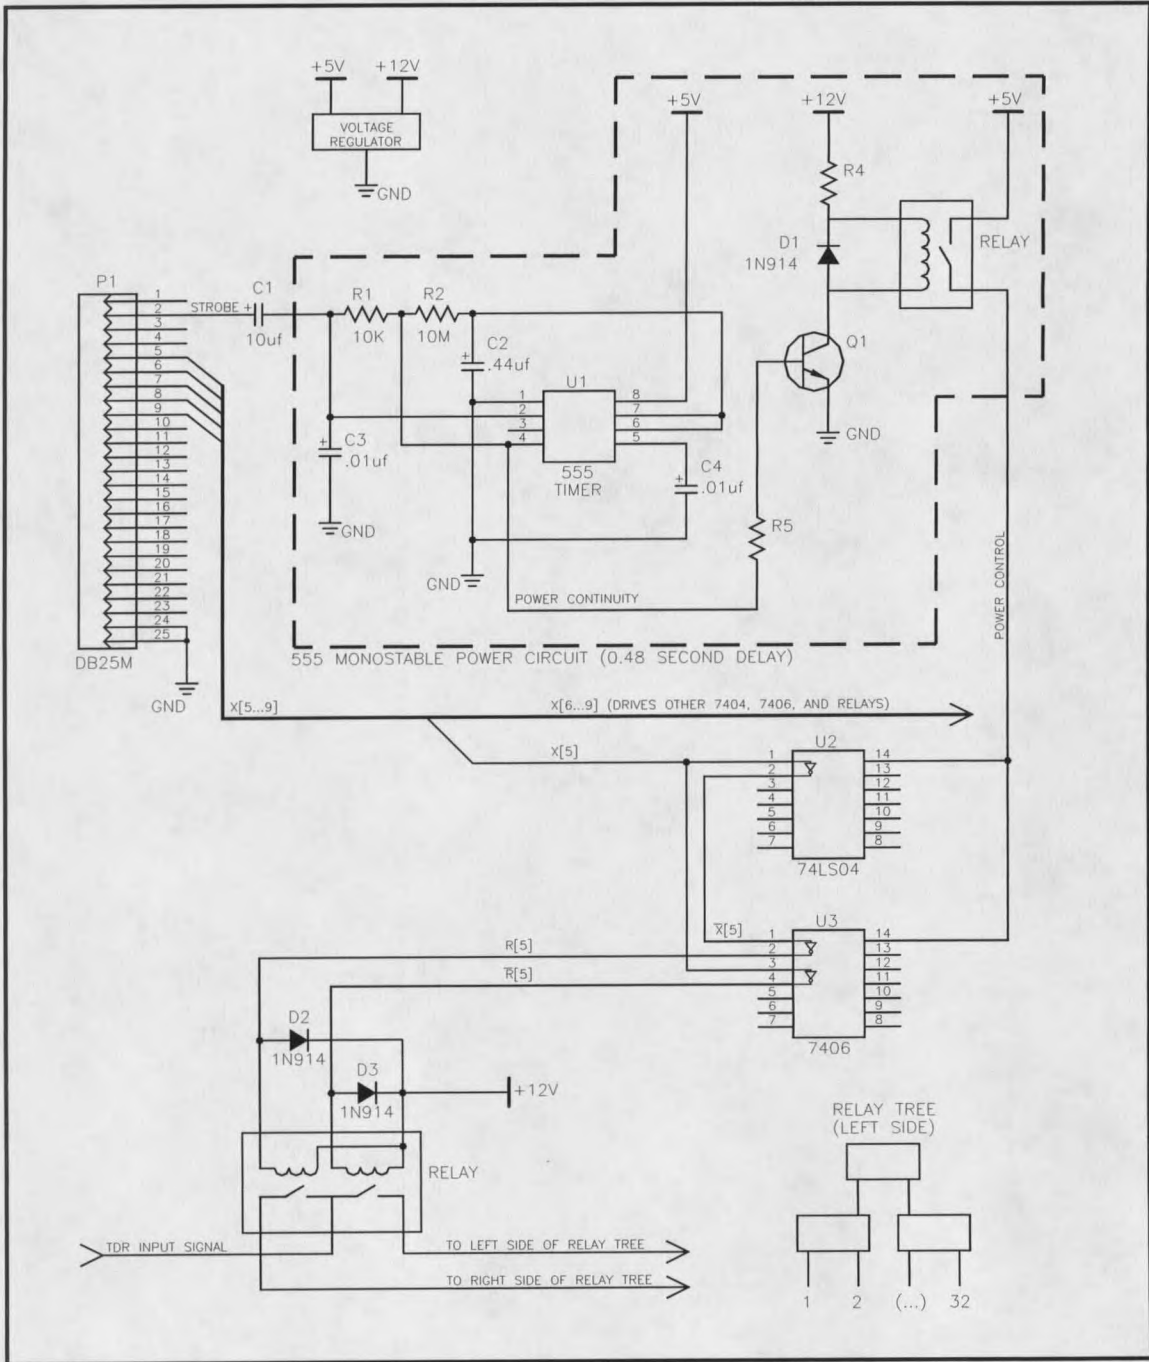 +5V +12V
VOLTAGE
REGULATOR
GND
+5V
+12V
+5V
R4
D1
1N914
RELAY
Q1
GND
P1
1
2
3
4
5
6
7
8
9
10
11
12
13
14
15
16
17
18
19
20
21
22
23
24
25
DB25M
GND
STROBE
+
C1
10uf
R1
10K
R2
10M
+
C2
.44uf
U1
1
2
3
4
8
7
6
5
555
TIMER
+
C3
.01uf
GND
+
C4
.01uf
GND
R5
POWER CONTINUITY
POWER CONTROL
555 MONOSTABLE POWER CIRCUIT (0.48 SECOND DELAY)
X[5...9]
X[6...9] (DRIVES OTHER 7404, 7406, AND RELAYS)
X[5]
U2
1
2
3
4
5
6
7
14
13
12
11
10
9
8
74LS04
X̅[5]
U3
1
2
3
4
5
6
7
14
13
12
11
10
9
8
7406
R[5]
R̅[5]
D2
1N914
D3
1N914
+12V
RELAY
TDR INPUT SIGNAL
TO LEFT SIDE OF RELAY TREE
TO RIGHT SIDE OF RELAY TREE
RELAY TREE
(LEFT SIDE)
1 2 (...) 32